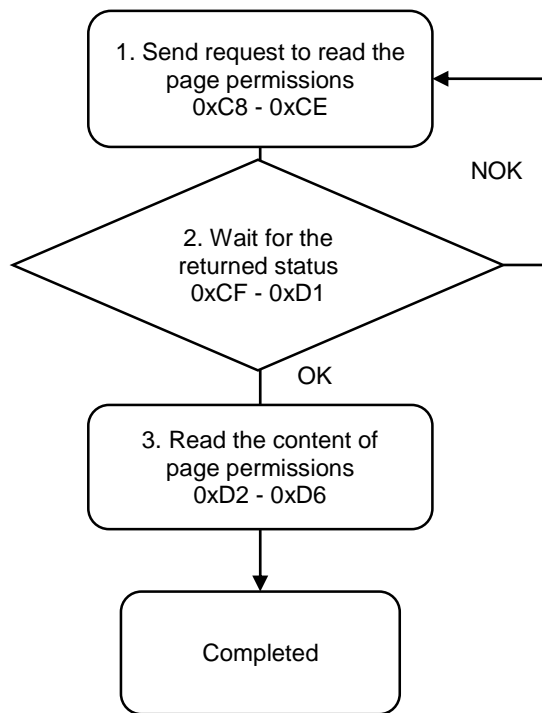 1. Send request to read the
page permissions
0xC8 - 0xCE
NOK
2. Wait for the
returned status
0xCF - 0xD1
OK
3. Read the content of
page permissions
0xD2 - 0xD6
Completed